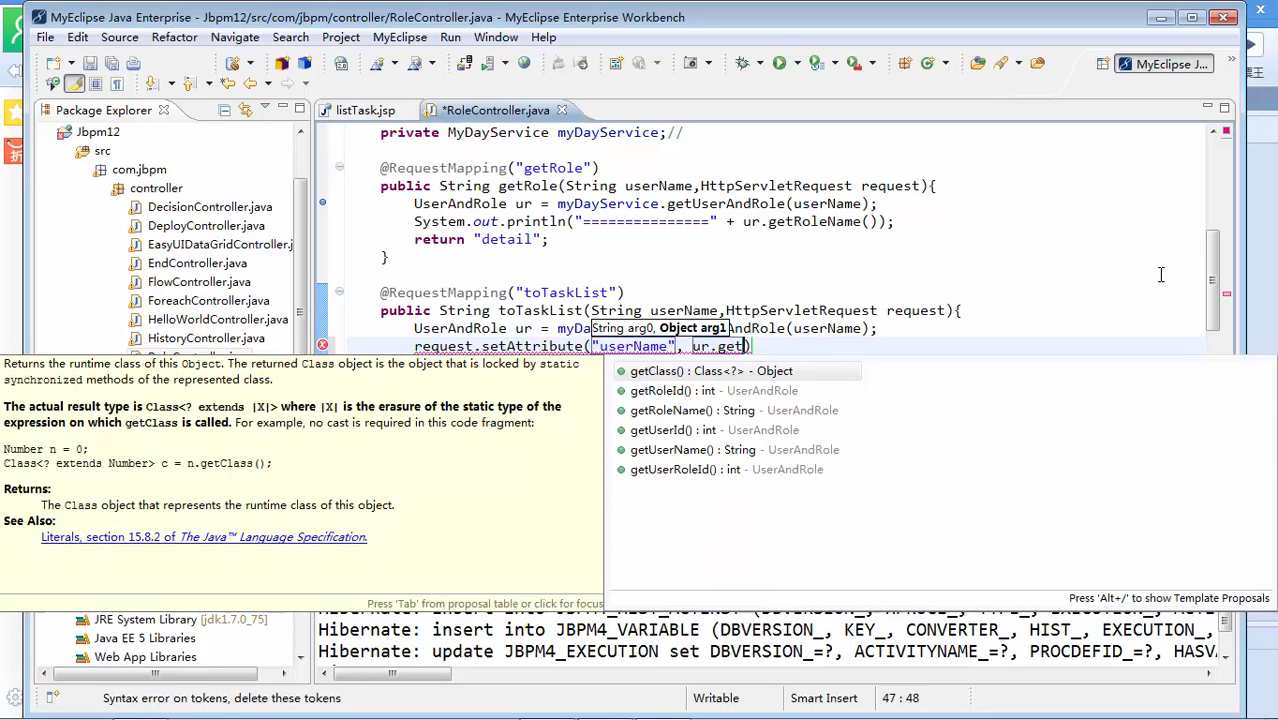 MyEclipse Java Enterprise - Jbpm12/src/com/jbpm/controller/RoleController.java - MyEclipse Enterprise Workbench
File Edit Source Refactor Navigate Search Project MyEclipse Run Window Help
MyEclipse J...
Package Explorer
listTask.jsp
*RoleController.java
Jbpm12
src
com.jbpm
controller
DecisionController.java
DeployController.java
EasyUIDataGridController.j
EndController.java
FlowController.java
ForeachController.java
HelloWorldController.java
HistoryController.java
private MyDayService myDayService;//
@RequestMapping("getRole")
public String getRole(String userName,HttpServletRequest request){
UserAndRole ur = myDayService.getUserAndRole(userName);
System.out.println("===============" + ur.getRoleName());
return "detail";
}
@RequestMapping("toTaskList")
public String toTaskList(String userName,HttpServletRequest request){
UserAndRole ur = myDa
String arg0, Object arg1
ndRole(userName);
request.setAttribute("userName", ur.get)
Returns the runtime class of this Object. The returned Class object is the object that is locked by static
synchronized methods of the represented class.
The actual result type is Class<? extends |X|> where |X| is the erasure of the static type of the
expression on which getClass is called. For example, no cast is required in this code fragment:
Number n = 0;
Class<? extends Number> c = n.getClass();
Returns:
The Class object that represents the runtime class of this object.
See Also:
Literals, section 15.8.2 of The Java™ Language Specification.
Press 'Tab' from proposal table or click for focus
getClass() : Class<?> - Object
getRoleId() : int - UserAndRole
getRoleName() : String - UserAndRole
getUserId() : int - UserAndRole
getUserName() : String - UserAndRole
getUserRoleId() : int - UserAndRole
Press 'Alt+/' to show Template Proposals
JRE System Library [jdk1.7.0_75]
Java EE 5 Libraries
Web App Libraries
Hibernate: insert into JBPM4_VARIABLE (DBVERSION_, KEY_, CONVERTER_, HIST_, EXECUTION_,
Hibernate: update JBPM4_EXECUTION set DBVERSION_=?, ACTIVITYNAME_=?, PROCDEFID_=?, HASVA
Syntax error on tokens, delete these tokens
Writable
Smart Insert
47 : 48